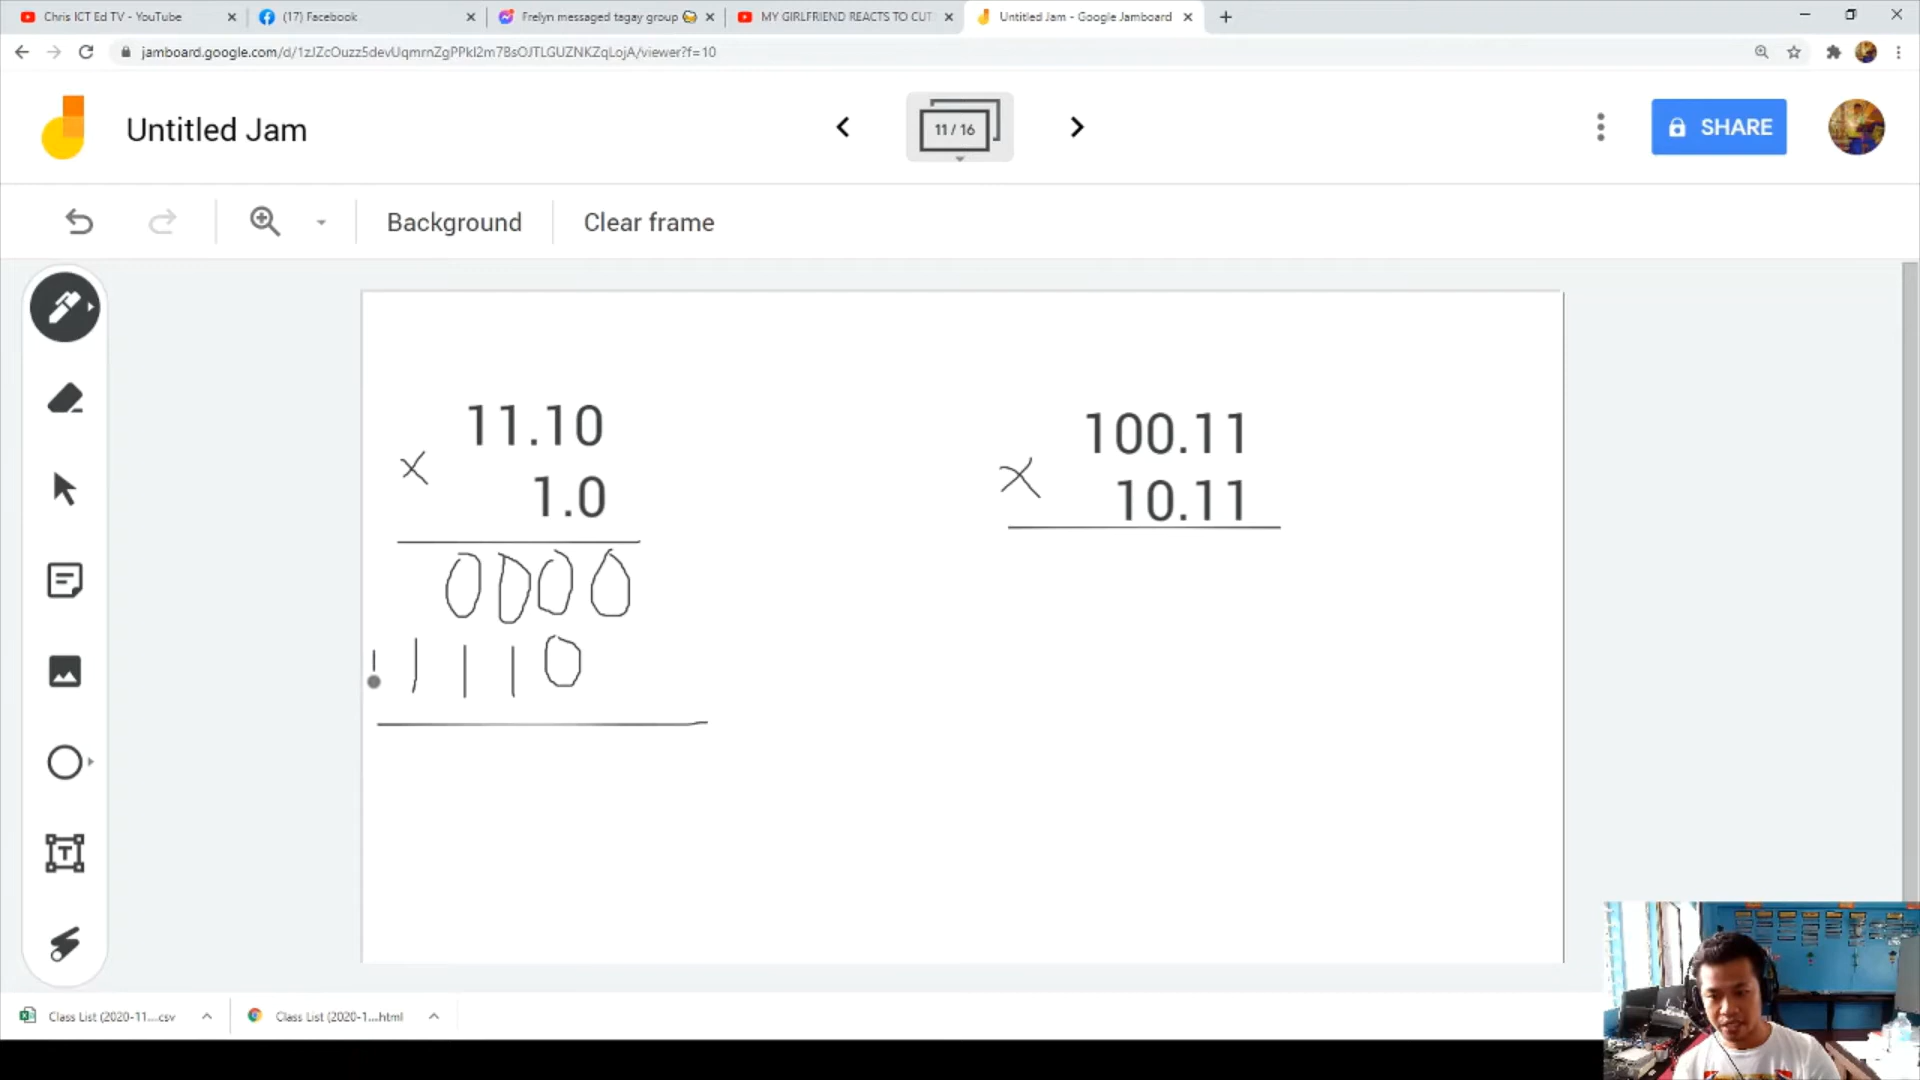 Chris ICT Ed TV - YouTube
(17) Facebook
Frelyn messaged tagay group
MY GIRLFRIEND REACTS TO CUT
Untitled Jam - Google Jamboard
jamboard.google.com/d/1zJZcOuzz5devUqmrnZgPPkI2m7BsOJTLGUZNKZqLojA/viewer?f=10
Untitled Jam
11 / 16
SHARE
Background
Clear frame
11.10
x
1.0
0000
1110
100.11
x
10.11
Class List (2020-11....csv
Class List (2020-1....html